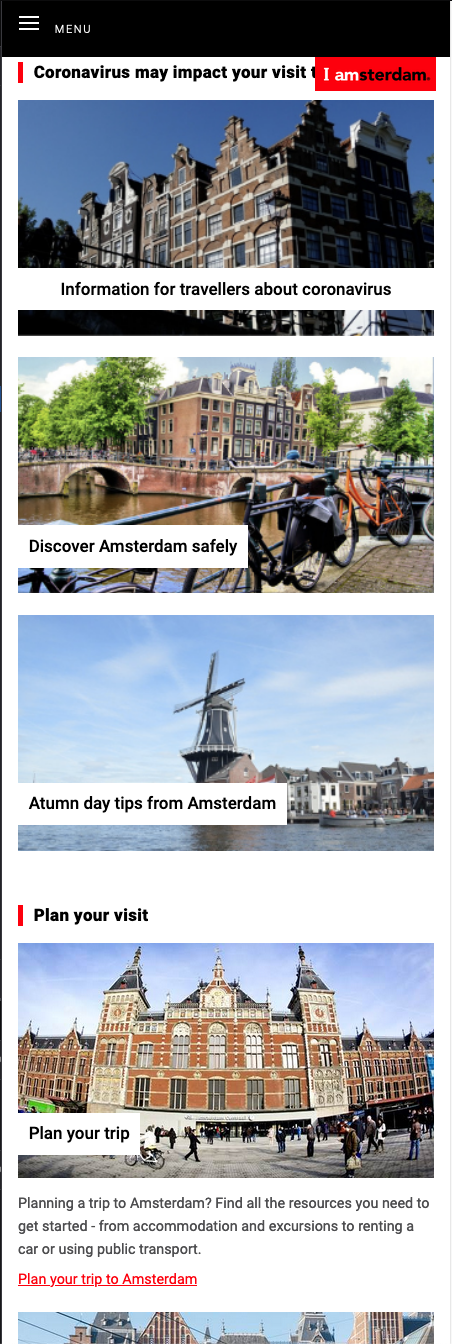 MENU
Coronavirus may impact your visit t
I amsterdam.
Information for travellers about coronavirus
Discover Amsterdam safely
Atumn day tips from Amsterdam
Plan your visit
Plan your trip
Planning a trip to Amsterdam? Find all the resources you need to
get started - from accommodation and excursions to renting a
car or using public transport.
Plan your trip to Amsterdam